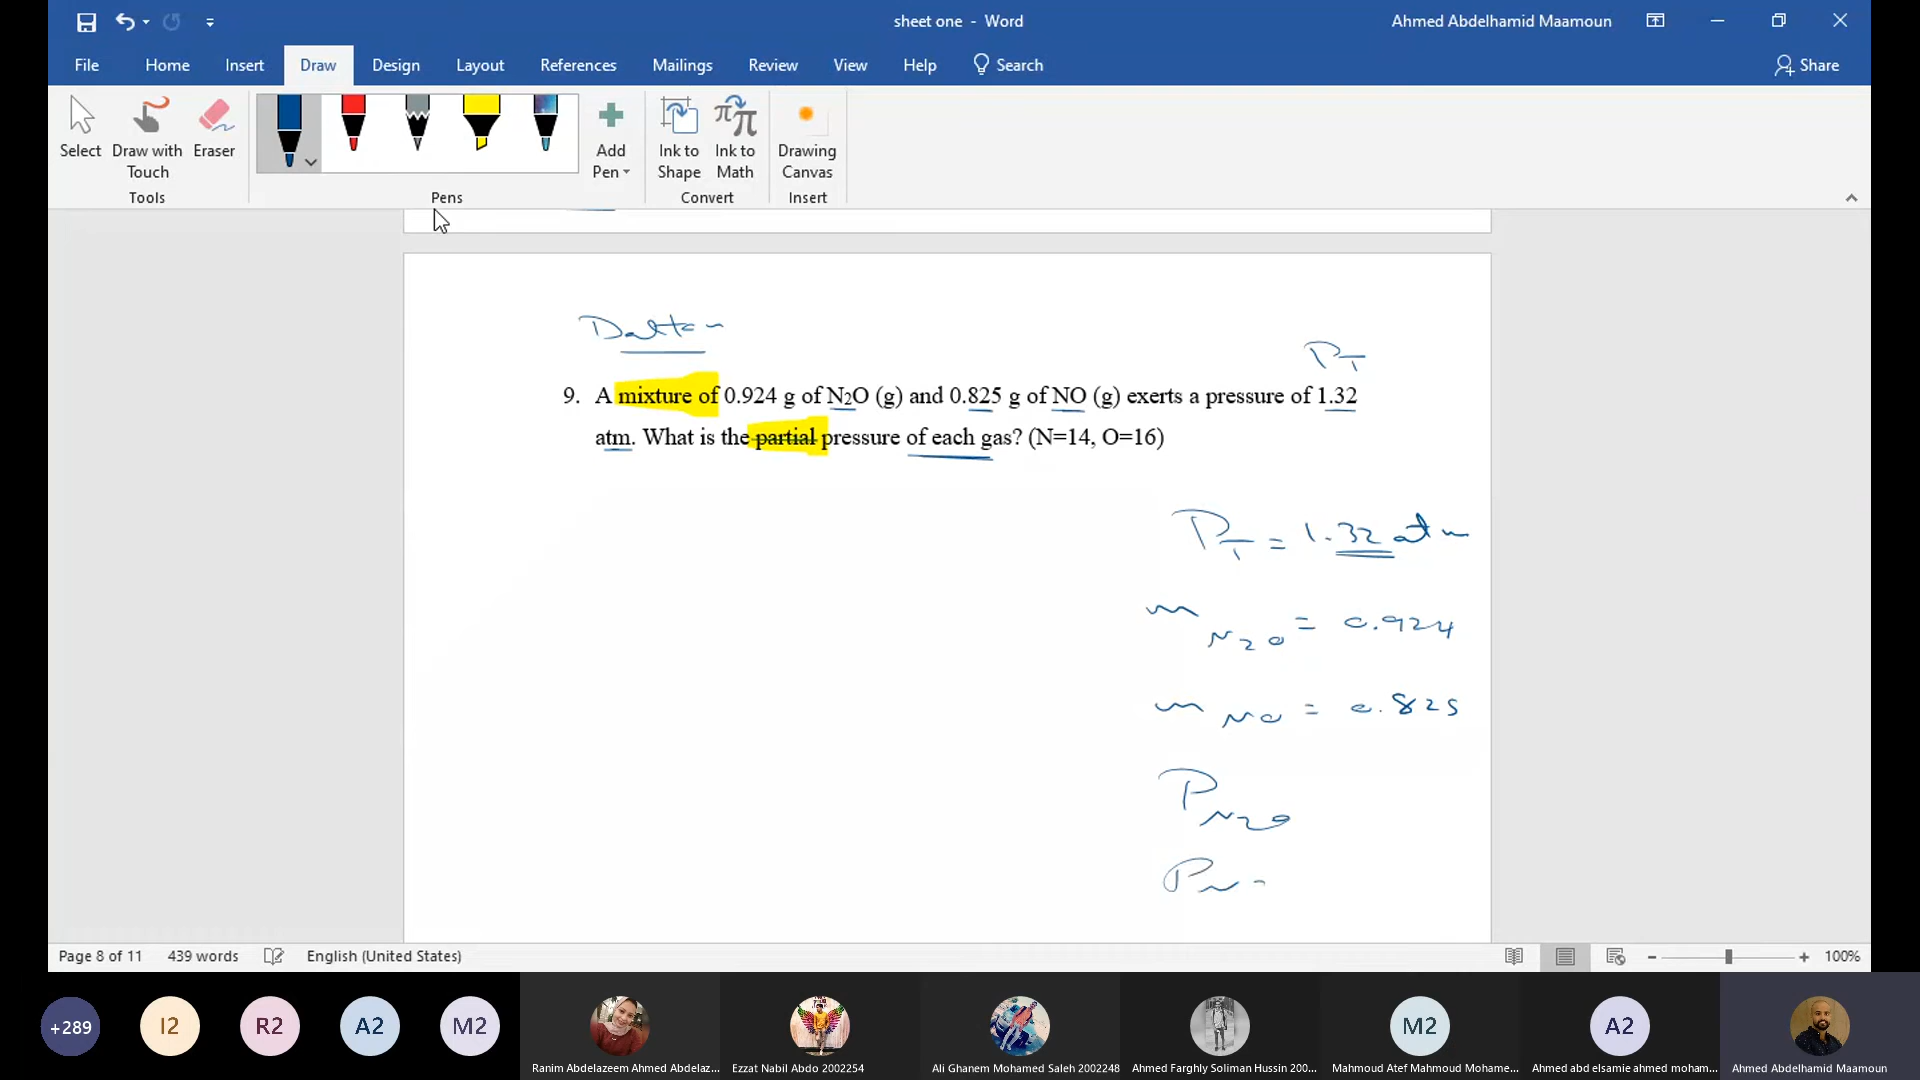 sheet one - Word
Ahmed Abdelhamid Maamoun
File Home Insert Draw Design Layout References Mailings Review View Help Search Share
Select Draw with Touch Eraser
Add Pen
Ink to Shape Ink to Math
Drawing Canvas
Tools Pens Convert Insert
Dalton
P_T
9. A mixture of 0.924 g of N₂O (g) and 0.825 g of NO (g) exerts a pressure of 1.32
atm. What is the partial pressure of each gas? (N=14, O=16)
P_T = 1.32 atm
m N2O = 0.924
m NO = 0.825
P N2O
Page 8 of 11 439 words English (United States) 100%
+289 I2 R2 A2 M2 M2 A2
Ranim Abdelazeem Ahmed Abdelaz... Ezzat Nabil Abdo 2002254 Ali Ghanem Mohamed Saleh 2002248 Ahmed Farghly Soliman Hussin 200... Mahmoud Atef Mahmoud Mohame... Ahmed abd elsamie ahmed moham... Ahmed Abdelhamid Maamoun